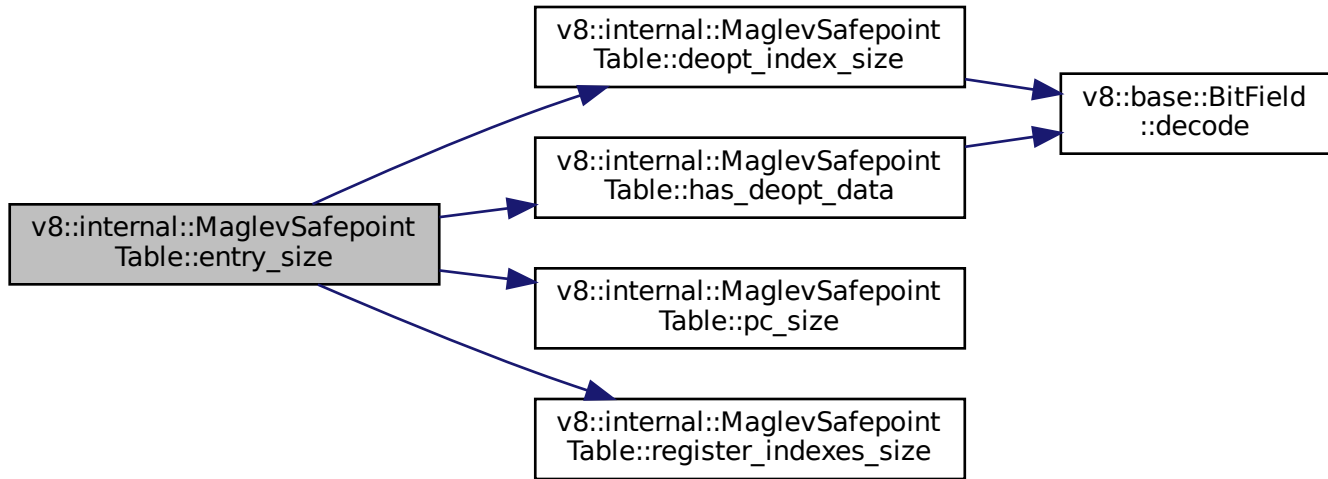 v8::internal::MaglevSafepoint
Table::entry_size
v8::internal::MaglevSafepoint
Table::deopt_index_size
v8::internal::MaglevSafepoint
Table::has_deopt_data
v8::internal::MaglevSafepoint
Table::pc_size
v8::internal::MaglevSafepoint
Table::register_indexes_size
v8::base::BitField
::decode